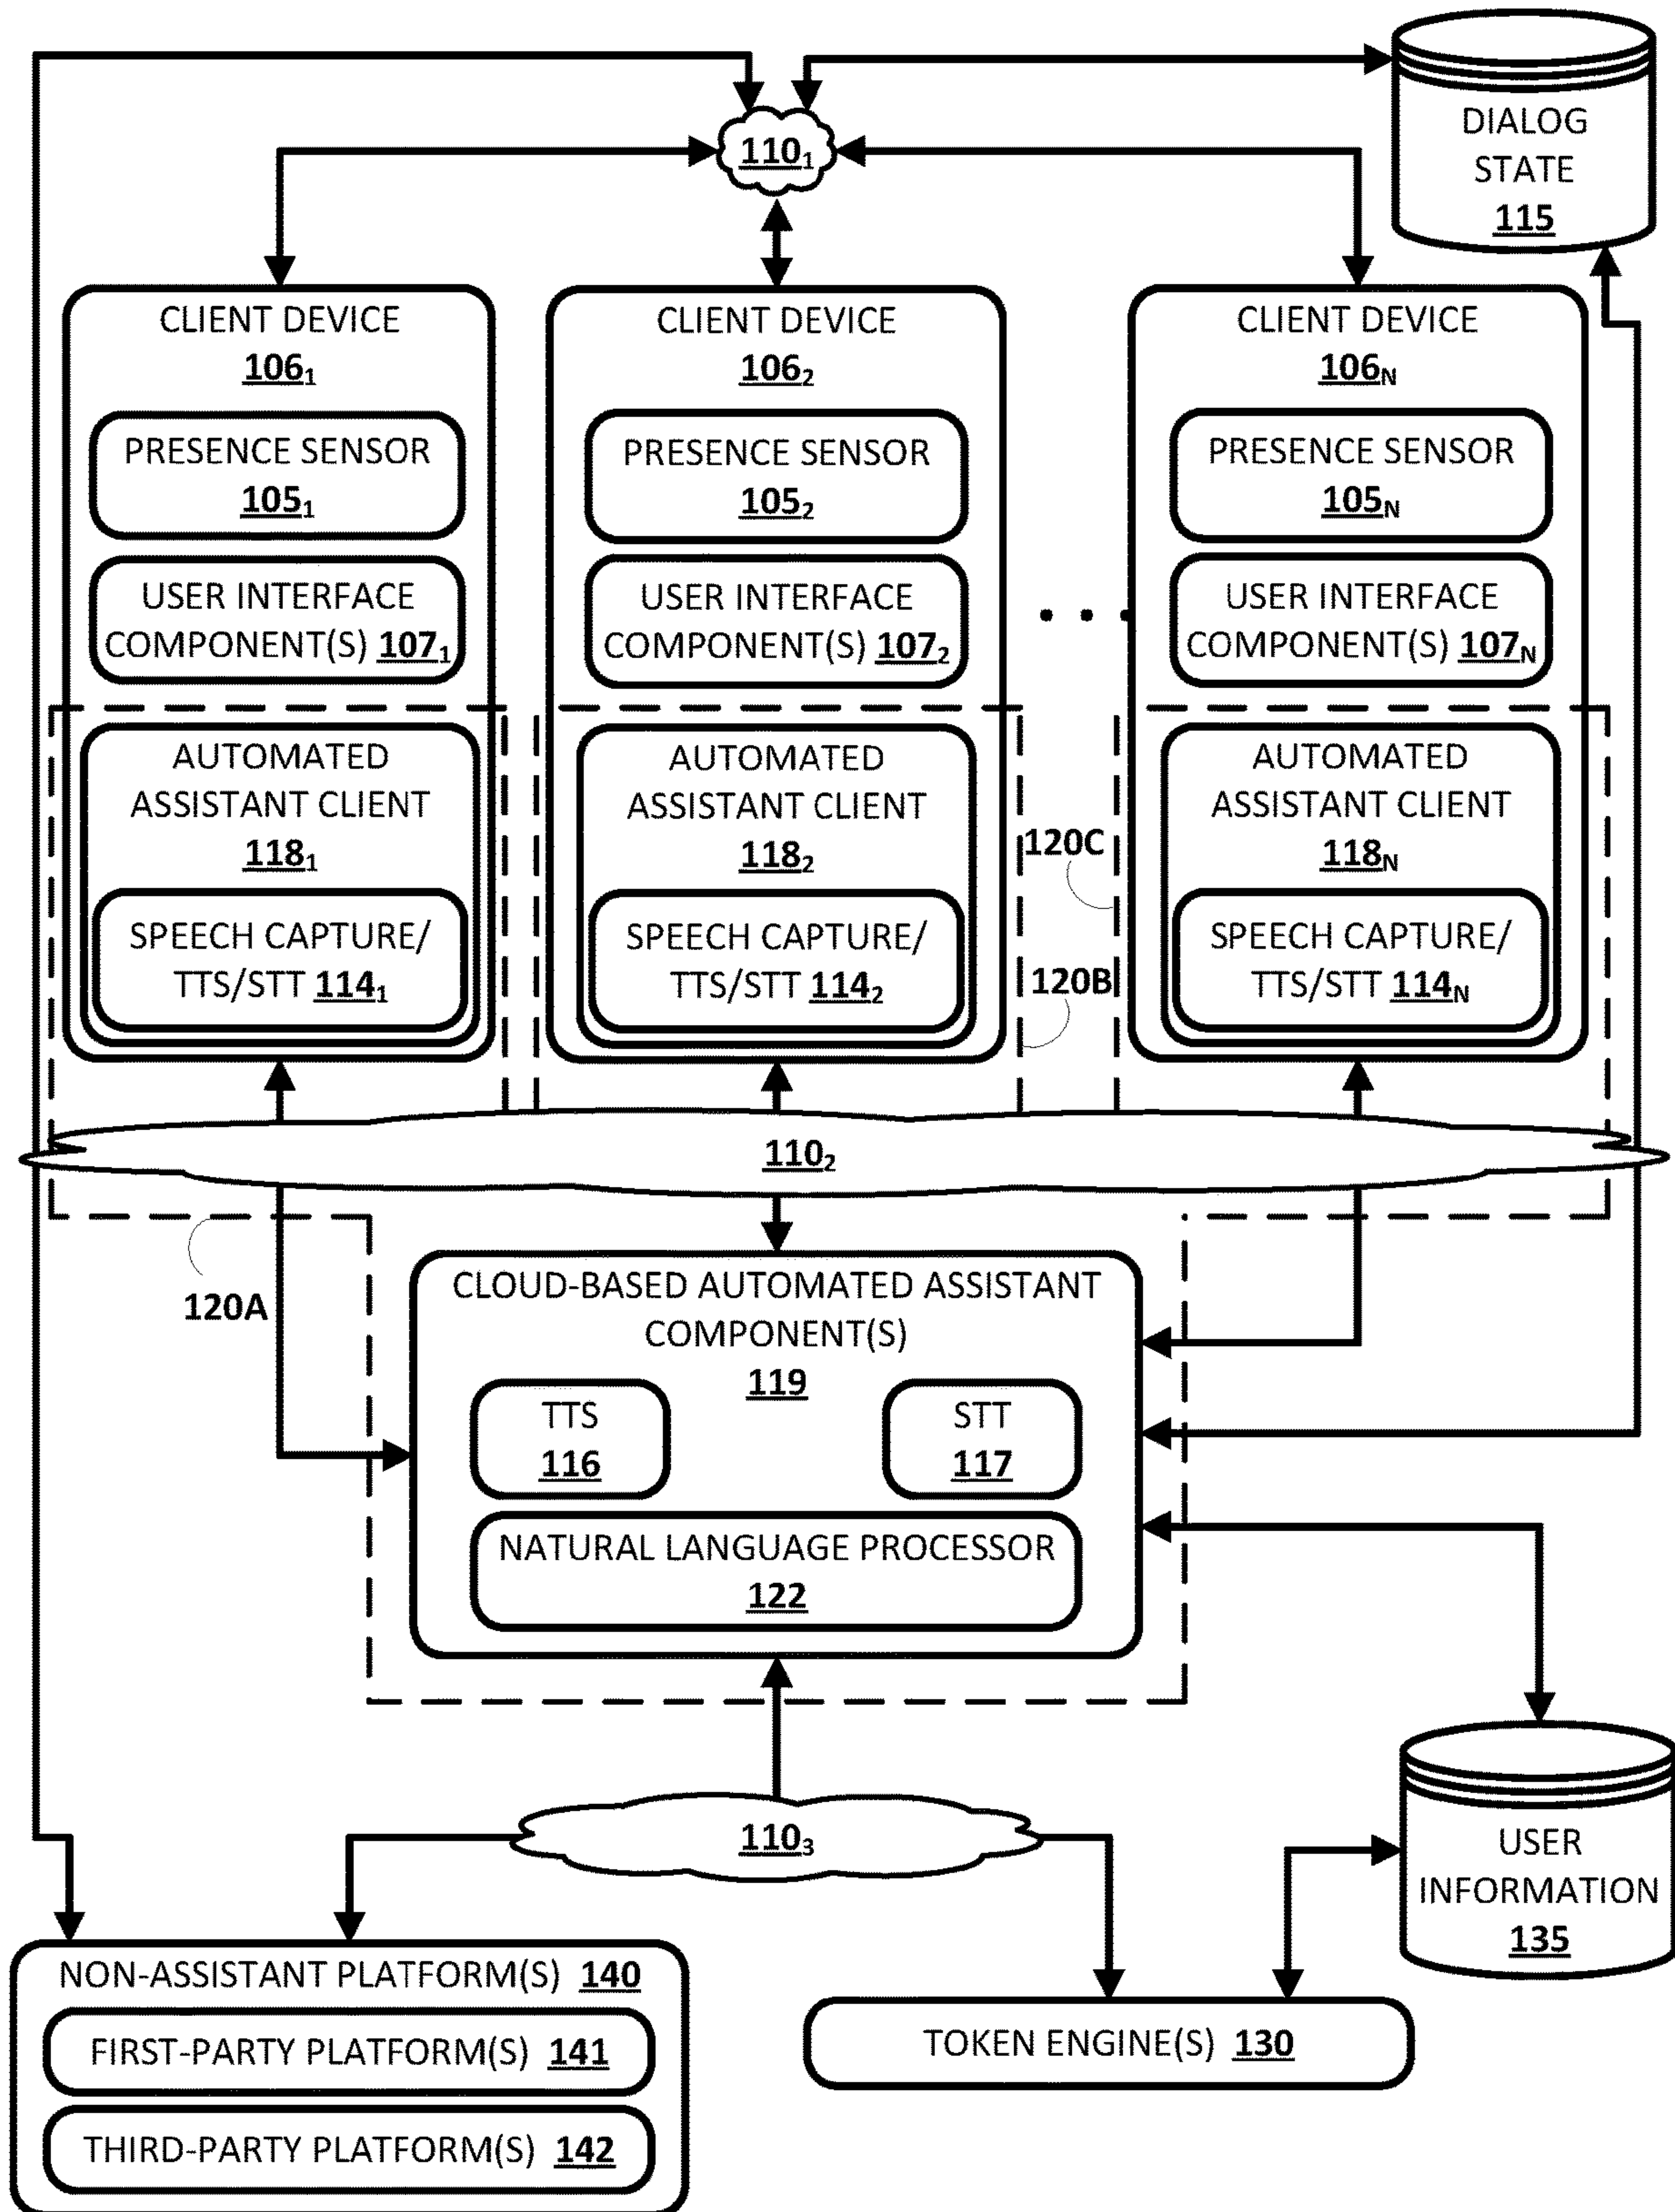 110₁
DIALOG
STATE
115
CLIENT DEVICE
106₁
PRESENCE SENSOR
105₁
USER INTERFACE
COMPONENT(S) 107₁
AUTOMATED
ASSISTANT CLIENT
118₁
SPEECH CAPTURE/
TTS/STT 114₁
CLIENT DEVICE
106₂
PRESENCE SENSOR
105₂
USER INTERFACE
COMPONENT(S) 107₂
AUTOMATED
ASSISTANT CLIENT
118₂
SPEECH CAPTURE/
TTS/STT 114₂
. . .
120C
120B
CLIENT DEVICE
106N
PRESENCE SENSOR
105N
USER INTERFACE
COMPONENT(S) 107N
AUTOMATED
ASSISTANT CLIENT
118N
SPEECH CAPTURE/
TTS/STT 114N
110₂
120A
CLOUD-BASED AUTOMATED ASSISTANT
COMPONENT(S)
119
TTS
116
STT
117
NATURAL LANGUAGE PROCESSOR
122
110₃
USER
INFORMATION
135
NON-ASSISTANT PLATFORM(S) 140
FIRST-PARTY PLATFORM(S) 141
THIRD-PARTY PLATFORM(S) 142
TOKEN ENGINE(S) 130